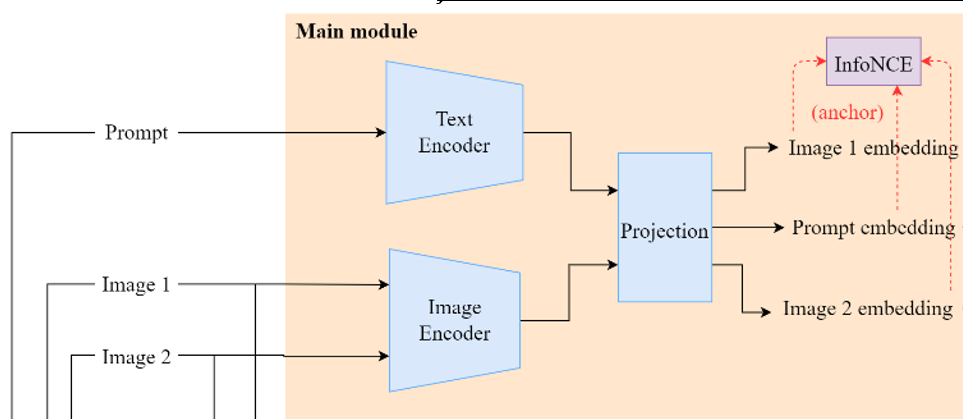 Main module
InfoNCE
Text
Encoder
(anchor)
Prompt
Image 1 embedding
Projection
Prompt embedding
Image 1
Image
Encoder
Image 2 embedding
Image 2